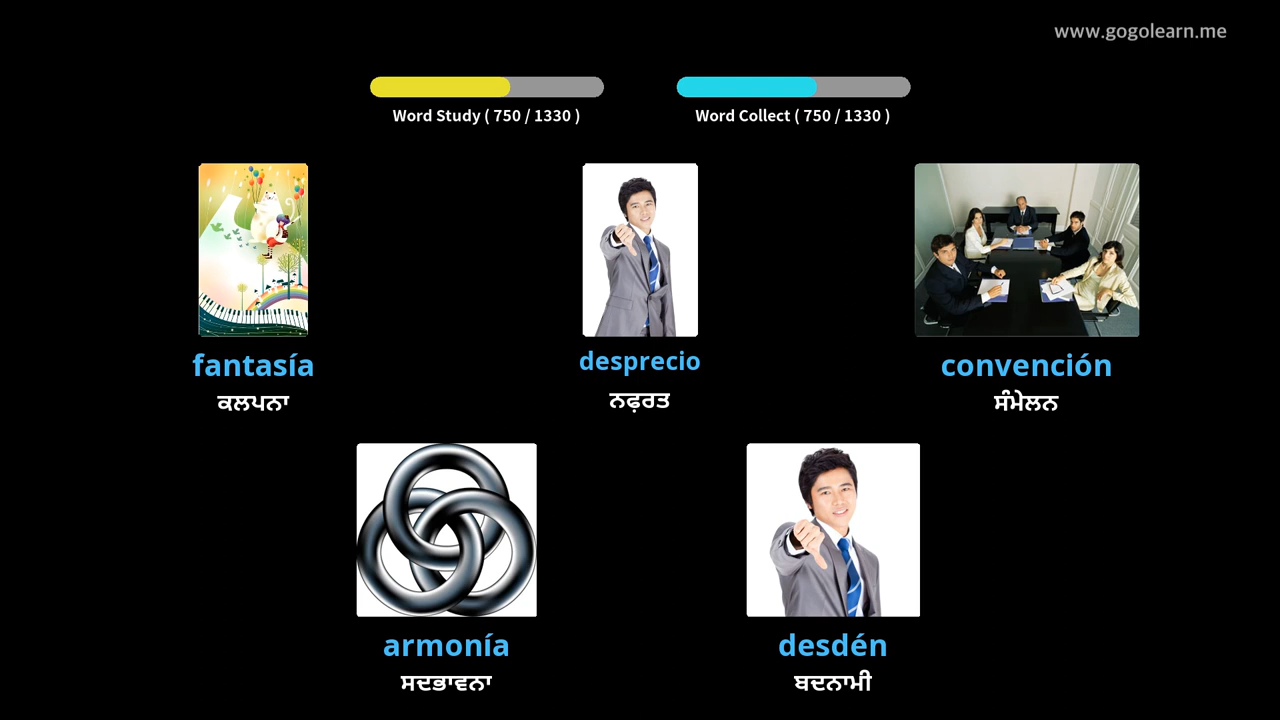 www.gogolearn.me
Word Study ( 750 / 1330 )
Word Collect ( 750 / 1330 )
fantasía
ਕਲਪਨਾ
desprecio
ਨਫ਼ਰਤ
convención
ਸੰਮੇਲਨ
armonía
ਸਦਭਾਵਨਾ
desdén
ਬਦਨਾਮੀ